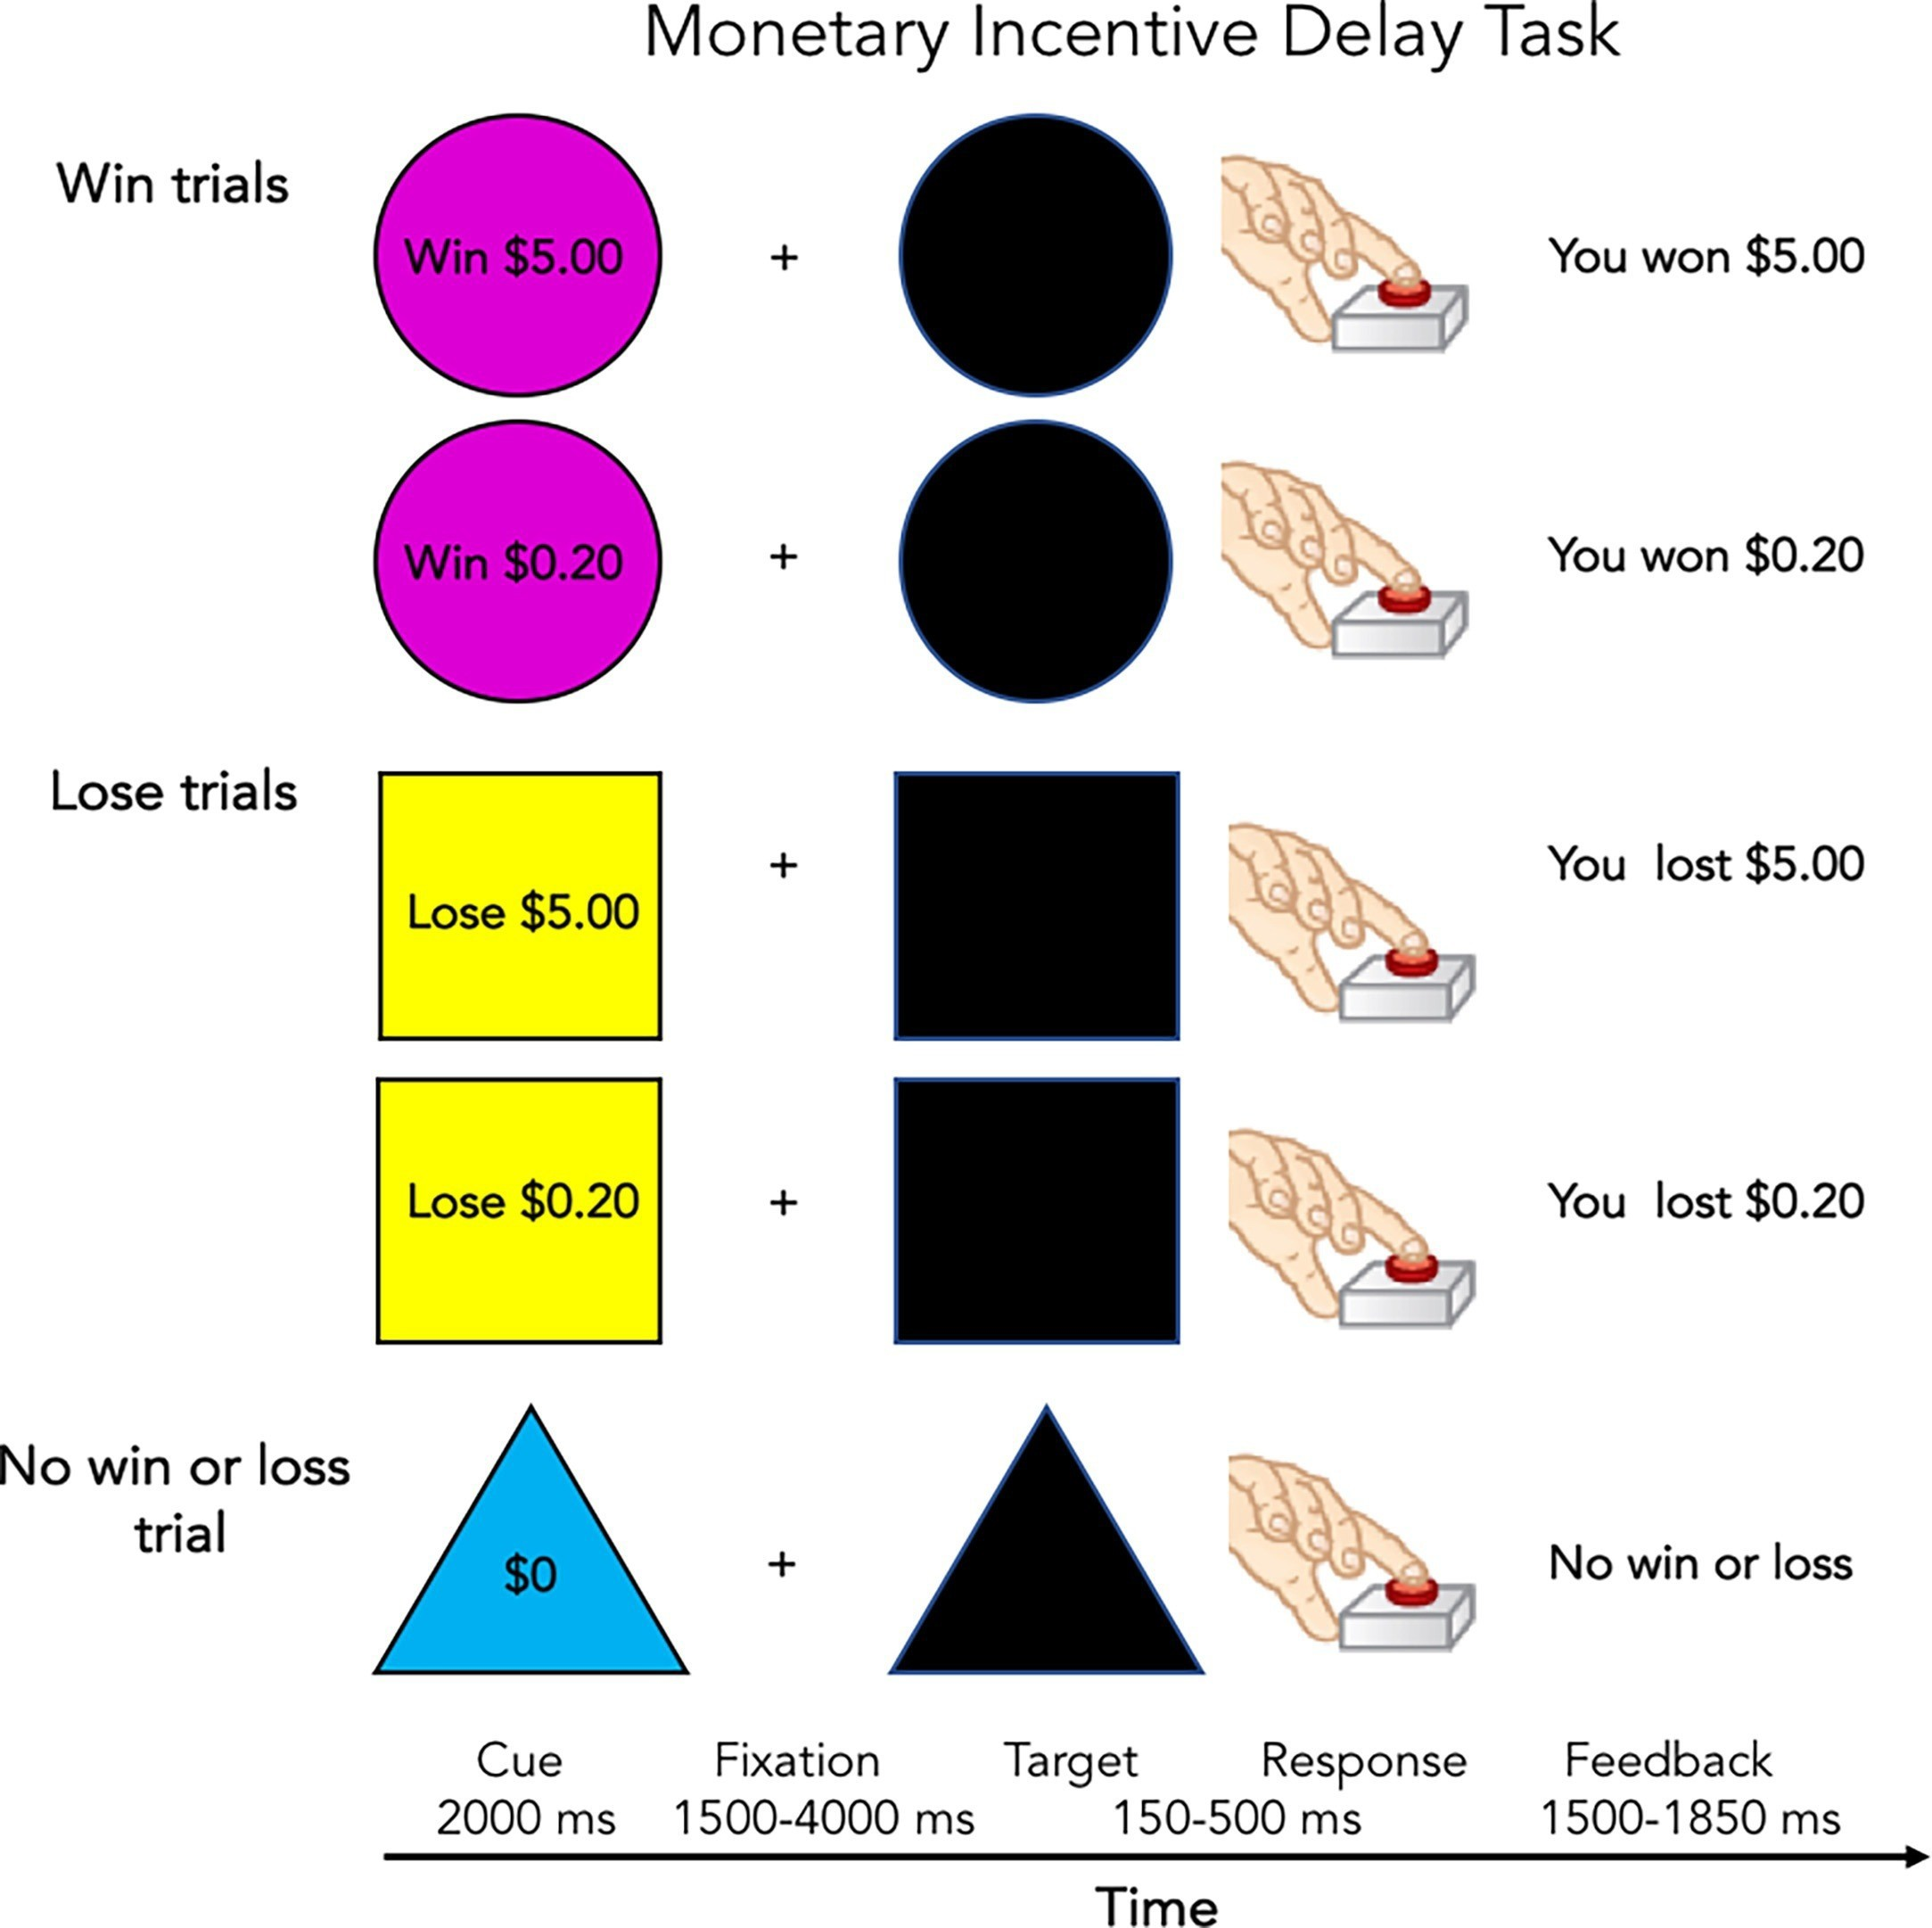 Monetary Incentive Delay Task
Win trials
Win $5.00
+
You won $5.00
Win $0.20
+
You won $0.20
Lose trials
Lose $5.00
+
You lost $5.00
Lose $0.20
+
You lost $0.20
No win or loss
trial
$0
+
No win or loss
Cue Fixation Target Response Feedback
2000 ms 1500-4000 ms 150-500 ms 1500-1850 ms
Time